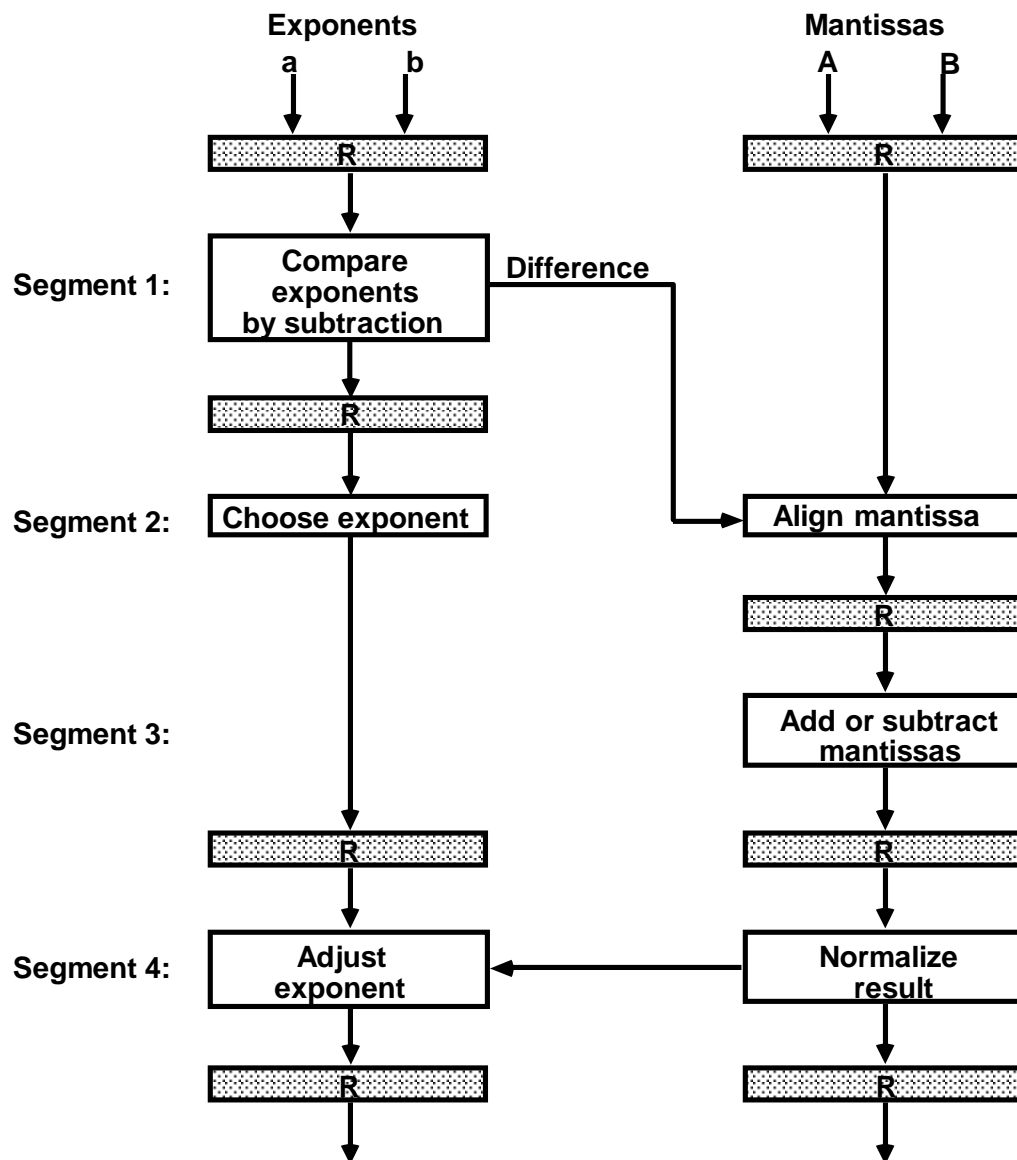 Exponents
Mantissas
a
b
A
B
R
R
Segment 1:
Compare
exponents
by subtraction
Difference
R
Segment 2:
Choose exponent
Align mantissa
R
Segment 3:
Add or subtract
mantissas
R
R
Segment 4:
Adjust
exponent
Normalize
result
R
R